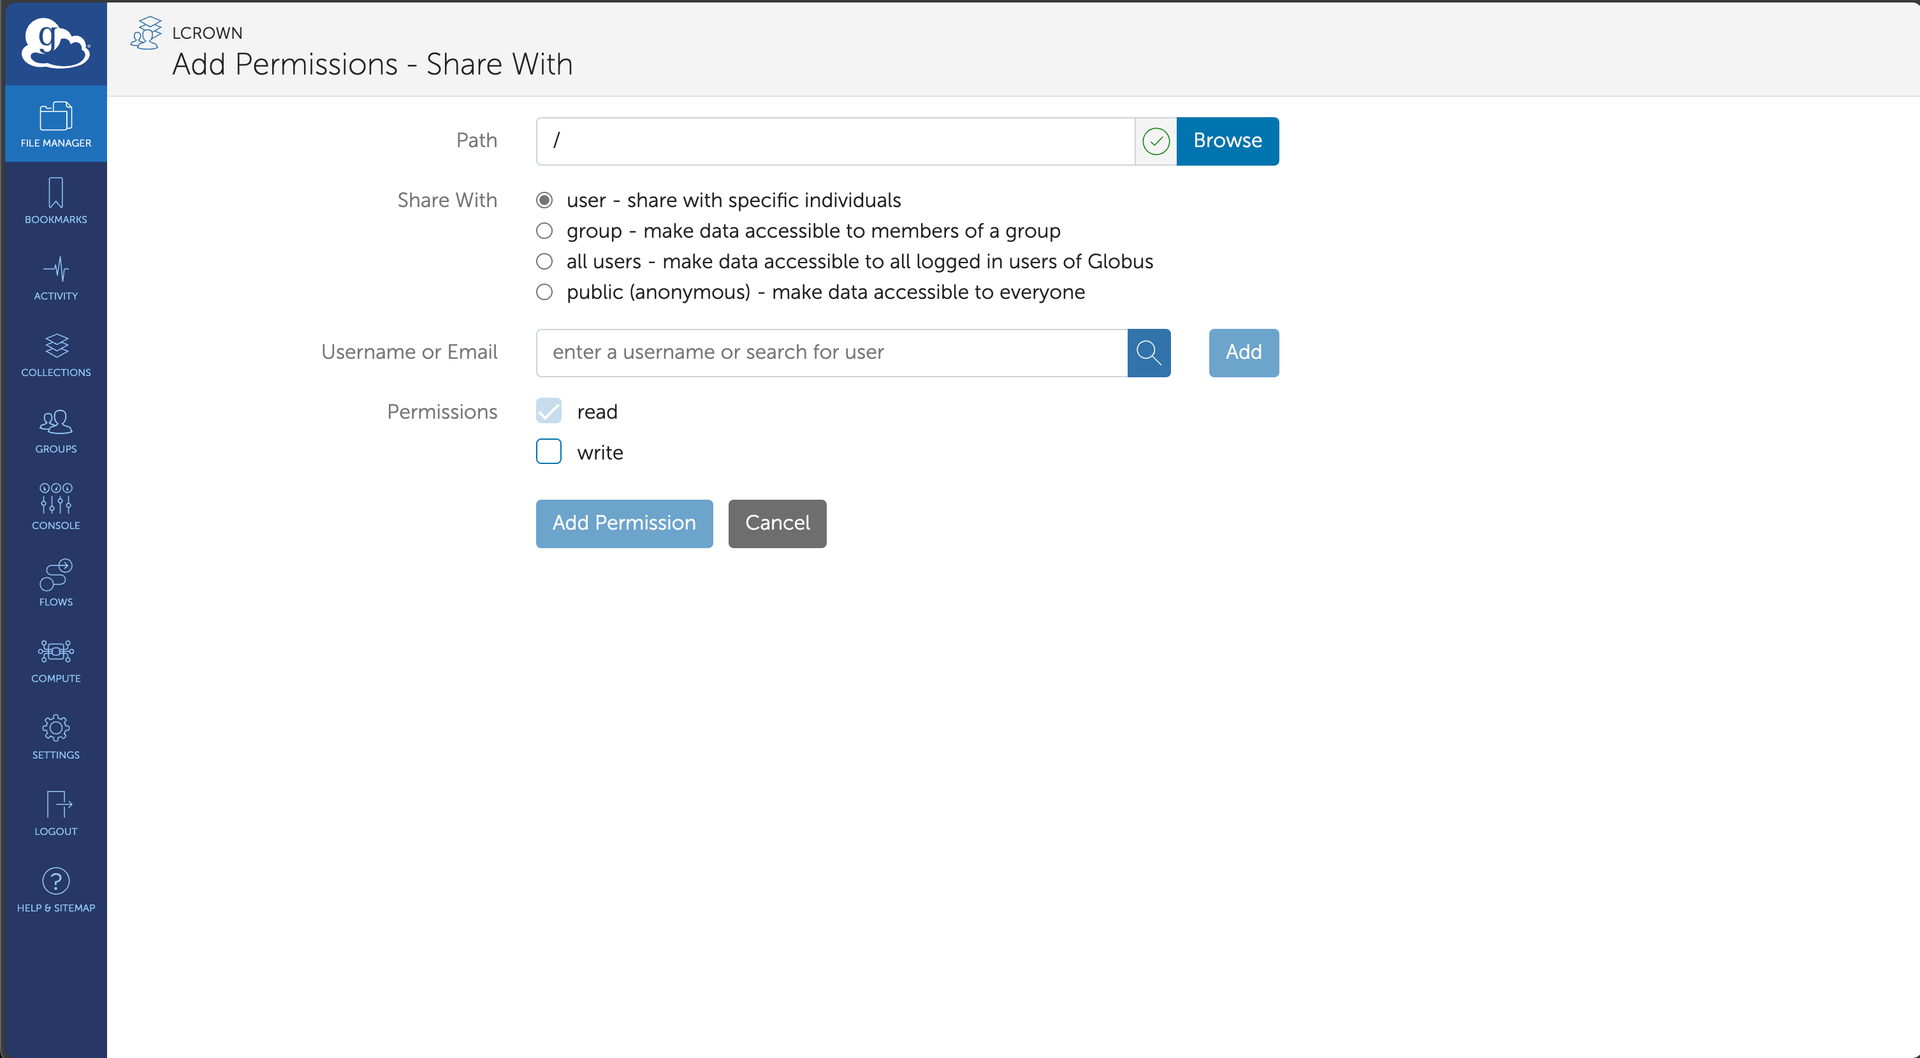 g
LCROWN
Add Permissions - Share With
FILE MANAGER
BOOKMARKS
ACTIVITY
COLLECTIONS
GROUPS
CONSOLE
FLOWS
COMPUTE
SETTINGS
LOGOUT
?
HELP & SITEMAP
Path / Browse
Share With user - share with specific individuals
group - make data accessible to members of a group
all users - make data accessible to all logged in users of Globus
public (anonymous) - make data accessible to everyone
Username or Email enter a username or search for user Add
Permissions read
write
Add Permission Cancel